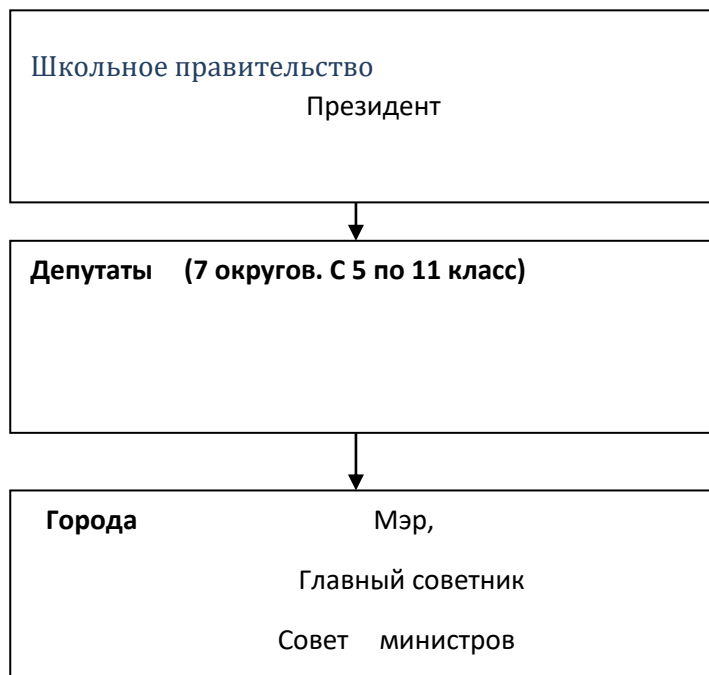 Школьное правительство
Президент
Депутаты (7 округов. С 5 по 11 класс)
Города Мэр,
Главный советник
Совет министров